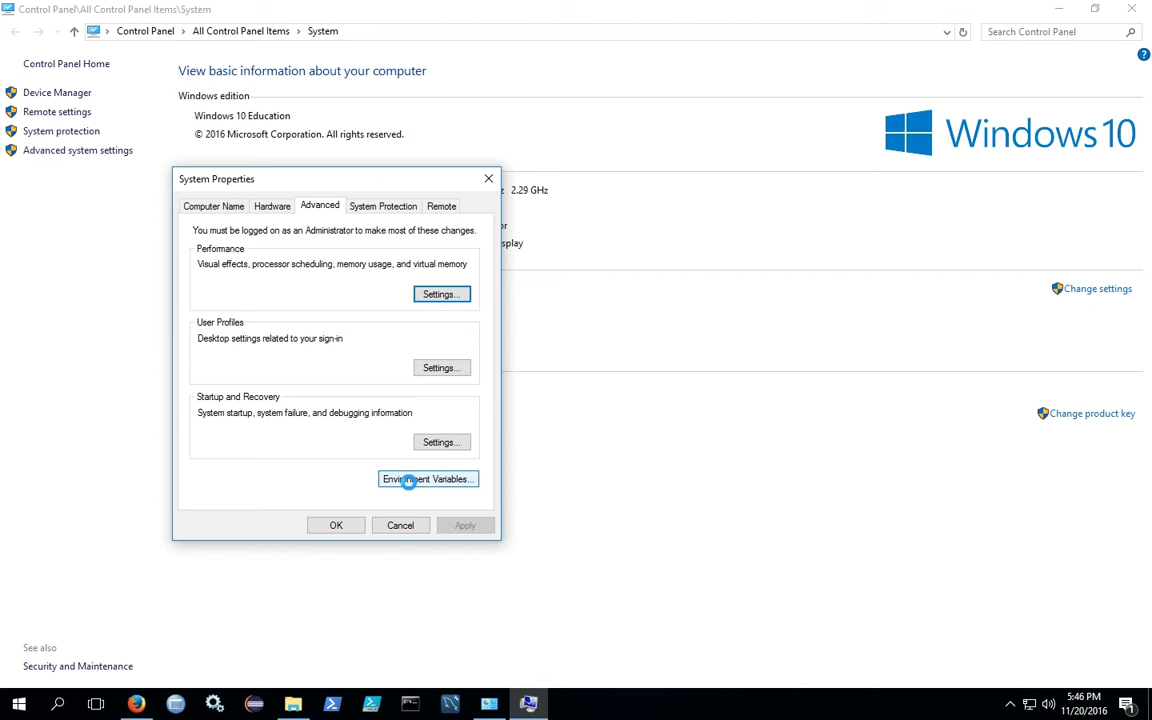 Control Panel\All Control Panel Items\System
Control Panel
All Control Panel Items
System
Search Control Panel
Control Panel Home
Device Manager
Remote settings
System protection
Advanced system settings
View basic information about your computer
Windows edition
Windows 10 Education
© 2016 Microsoft Corporation. All rights reserved.
Windows 10
2.29 GHz
Change settings
Change product key
System Properties
Computer Name
Hardware
Advanced
System Protection
Remote
You must be logged on as an Administrator to make most of these changes.
Performance
Visual effects, processor scheduling, memory usage, and virtual memory
Settings...
User Profiles
Desktop settings related to your sign-in
Settings...
Startup and Recovery
System startup, system failure, and debugging information
Settings...
Environment Variables...
OK
Cancel
Apply
See also
Security and Maintenance
5:46 PM
11/20/2016
1